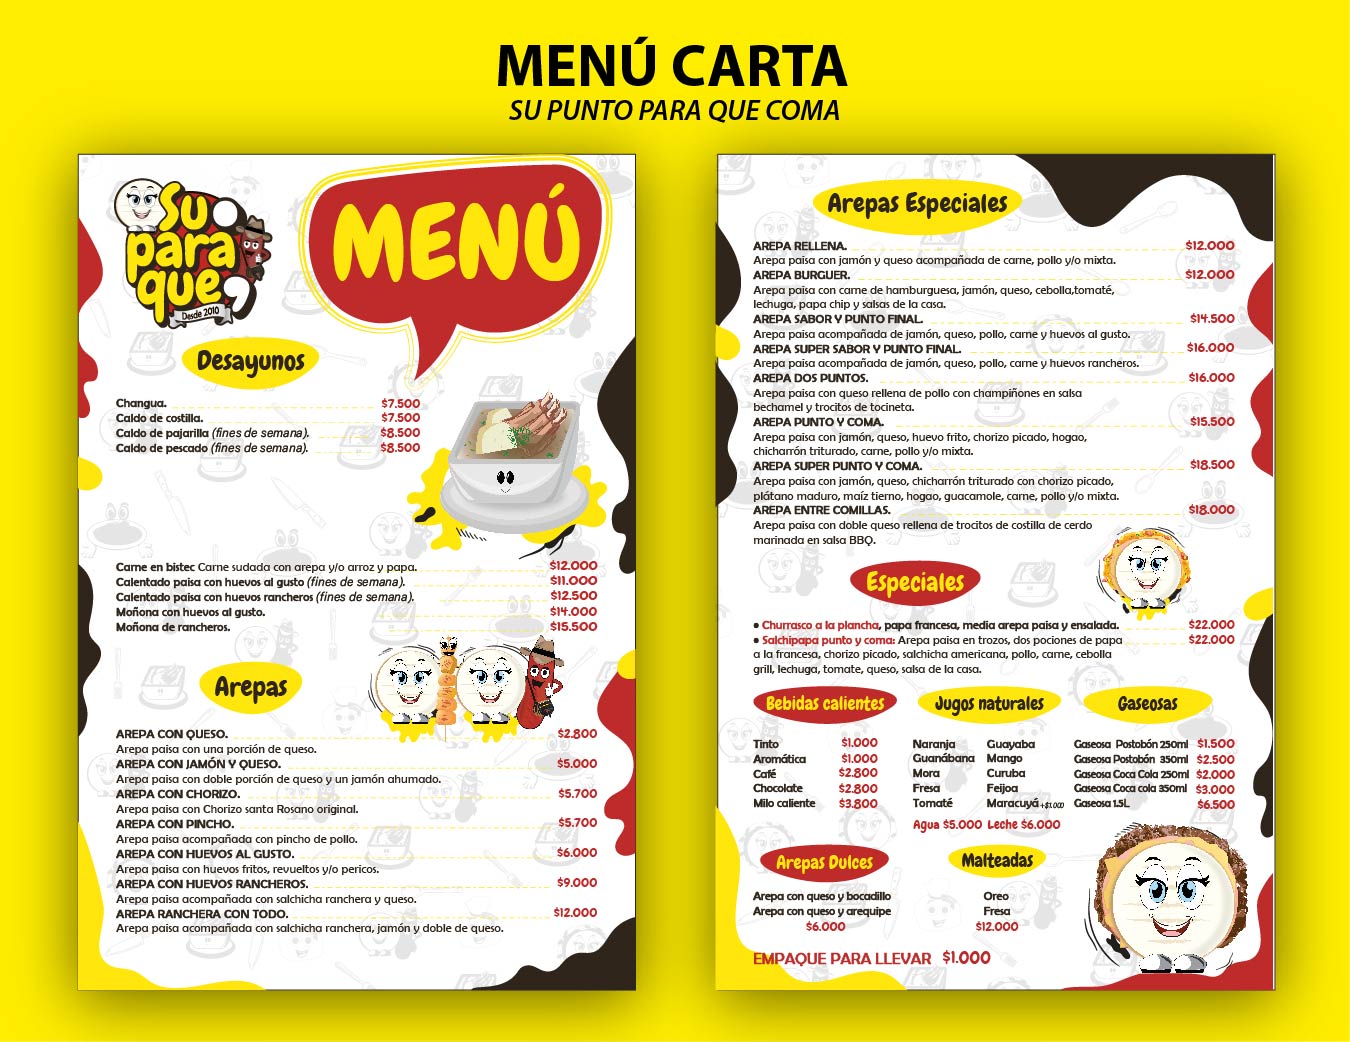 MENÚ CARTA
SU PUNTO PARA QUE COMA
Su
para
que
Desde 2010
MENÚ
Desayunos
Changua. $7.500
Caldo de costilla. $7.500
Caldo de pajarilla (fines de semana). $8.500
Caldo de pescado (fines de semana). $8.500
Carne en bistec Carne sudada con arepa y/o arroz y papa. $12.000
Calentado paisa con huevos al gusto (fines de semana). $11.000
Calentado paisa con huevos rancheros (fines de semana). $12.500
Moñona con huevos al gusto. $14.000
Moñona de rancheros. $15.500
Arepas
AREPA CON QUESO. $2.800
Arepa paisa con una porción de queso.
AREPA CON JAMÓN Y QUESO. $5.000
Arepa paisa con doble porción de queso y un jamón ahumado.
AREPA CON CHORIZO. $5.700
Arepa paisa con Chorizo santa Rosano original.
AREPA CON PINCHO. $5.700
Arepa paisa acompañada con pincho de pollo.
AREPA CON HUEVOS AL GUSTO. $6.000
Arepa paisa con huevos fritos, revueltos y/o pericos.
AREPA CON HUEVOS RANCHEROS. $9.000
Arepa paisa acompañada con salchicha ranchera y queso.
AREPA RANCHERA CON TODO. $12.000
Arepa paisa acompañada con salchicha ranchera, jamón y doble de queso.
Arepas Especiales
AREPA RELLENA. $12.000
Arepa paisa con jamón y queso acompañada de carne, pollo y/o mixta.
AREPA BURGUER. $12.000
Arepa paisa con carne de hamburguesa, jamón, queso, cebolla,tomaté,
lechuga, papa chip y salsas de la casa.
AREPA SABOR Y PUNTO FINAL. $14.500
Arepa paisa acompañada de jamón, queso, pollo, carne y huevos al gusto.
AREPA SUPER SABOR Y PUNTO FINAL. $16.000
Arepa paisa acompañada de jamón, queso, pollo, carne y huevos rancheros.
AREPA DOS PUNTOS. $16.000
Arepa paisa con queso rellena de pollo con champiñones en salsa
bechamel y trocitos de tocineta.
AREPA PUNTO Y COMA. $15.500
Arepa paisa con jamón, queso, huevo frito, chorizo picado, hogao,
chicharrón triturado, carne, pollo y/o mixta.
AREPA SUPER PUNTO Y COMA. $18.500
Arepa paisa con jamón, queso, chicharrón triturado con chorizo picado,
plátano maduro, maíz tierno, hogao, guacamole, carne, pollo y/o mixta.
AREPA ENTRE COMILLAS. $18.000
Arepa paisa con doble queso rellena de trocitos de costilla de cerdo
marinada en salsa BBQ.
Especiales
• Churrasco a la plancha, papa francesa, media arepa paisa y ensalada. $22.000
• Salchipapa punto y coma: Arepa paisa en trozos, dos pociones de papa $22.000
a la francesa, chorizo picado, salchicha americana, pollo, carne, cebolla
grill, lechuga, tomate, queso, salsa de la casa.
Bebidas calientes
Tinto $1.000
Aromática $1.000
Café $2.800
Chocolate $2.800
Milo caliente $3.800
Jugos naturales
Naranja Guayaba
Guanábana Mango
Mora Curuba
Fresa Feijoa
Tomaté Maracuyá +$1.000
Agua $5.000 Leche $6.000
Gaseosas
Gaseosa Postobón 250ml $1.500
Gaseosa Postobón 350ml $2.500
Gaseosa Coca Cola 250ml $2.000
Gaseosa Coca cola 350ml $3.000
Gaseosa 1.5L $6.500
Arepas Dulces
Arepa con queso y bocadillo
Arepa con queso y arequipe
$6.000
Malteadas
Oreo
Fresa
$12.000
EMPAQUE PARA LLEVAR $1.000